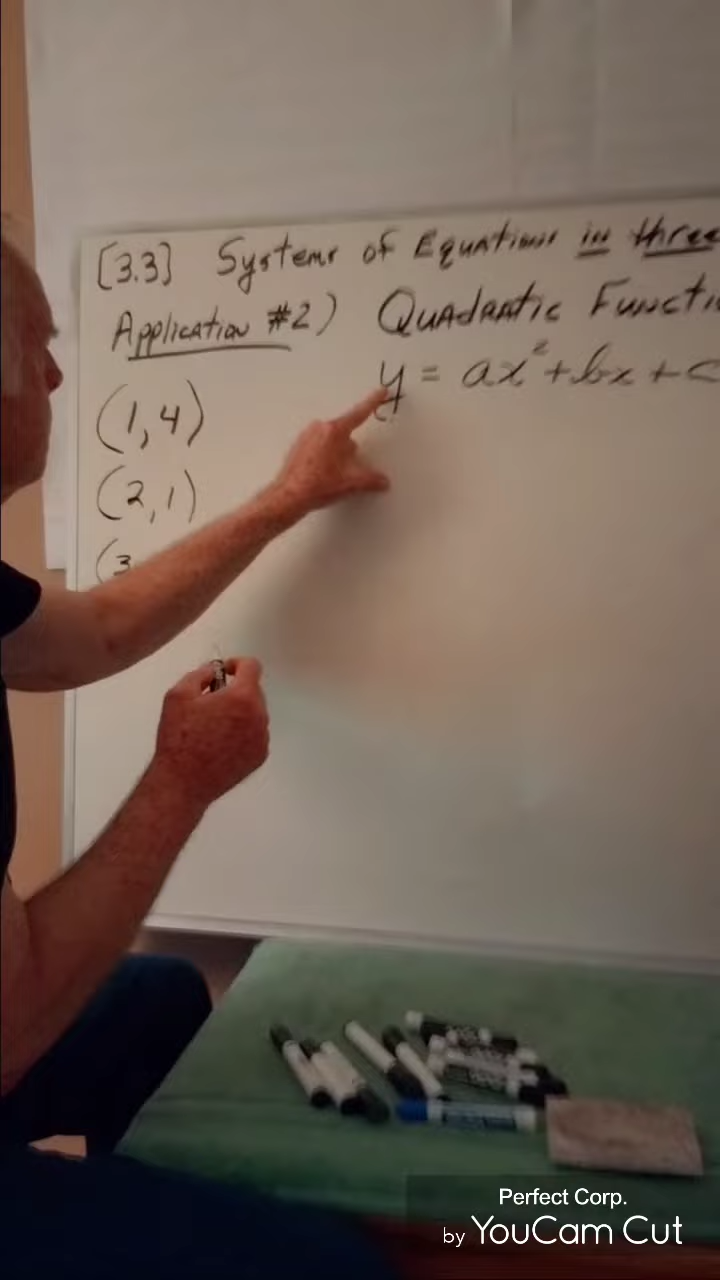 [3.3] Systems of Equations in three
Application #2) Quadratic Functi
y = ax² + bx + c
(1,4)
(2,1)
(3
Perfect Corp.
by YouCam Cut